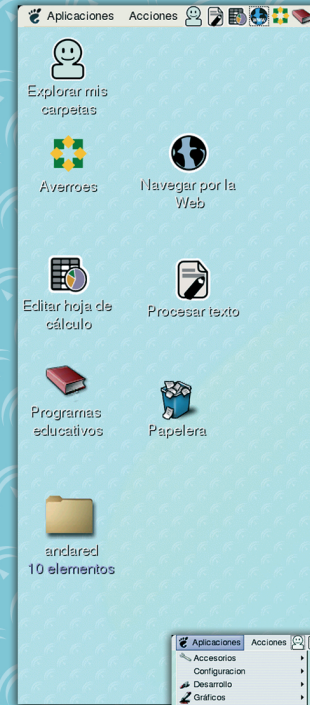 Aplicaciones Acciones
Explorar mis
carpetas
Averroes
Navegar por la
Web
Editar hoja de
cálculo
Procesar texto
Programas
educativos
Papelera
andared
10 elementos
Aplicaciones Acciones
Accesorios
Configuracion
Desarrollo
Gráficos